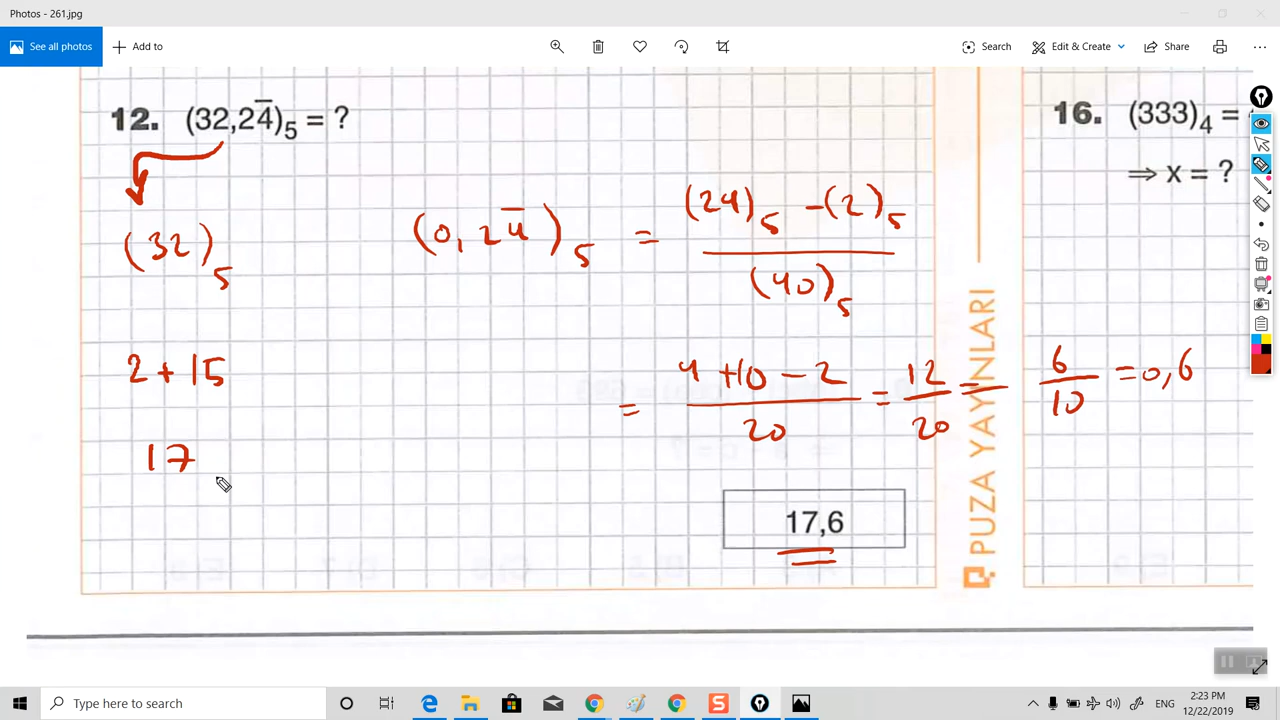 Photos - 261.jpg
See all photos
Add to
Search
Edit & Create
Share
12. (32,24̅)₅ = ?
(32)₅
2 + 15
17
(0, 24̅)₅ = (24)₅ - (2)₅ / (40)₅
= 4 + 10 - 2 / 20 = 12 / 20 = 6 / 10 = 0,6
17,6
PUZA YAYINLARI
16. (333)₄ =
⇒ x = ?
Type here to search
2:23 PM
12/22/2019